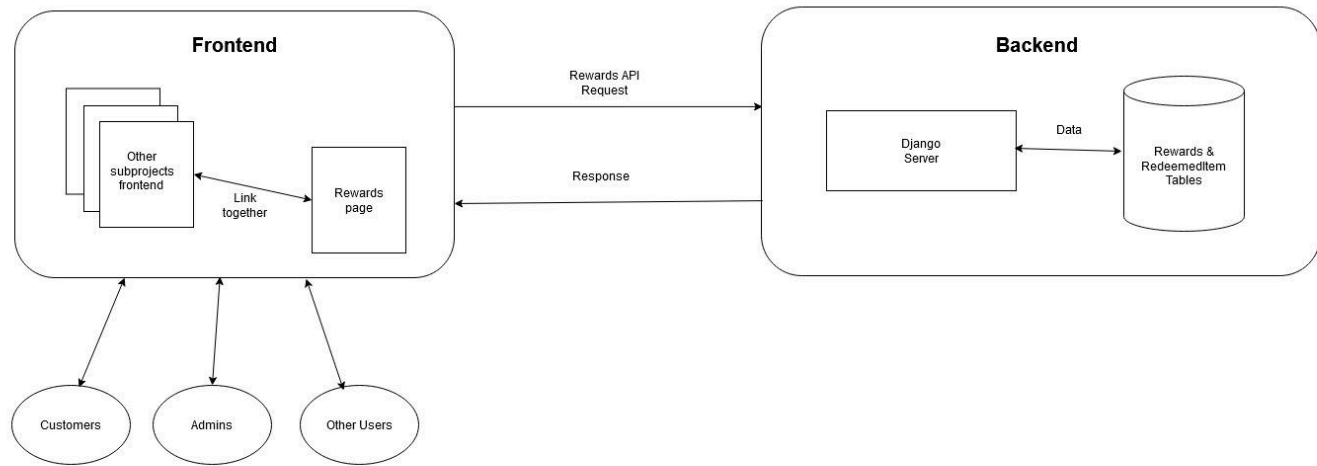 Frontend
Backend
Other
subprojects
frontend
Link
together
Rewards
page
Rewards API
Request
Response
Django
Server
Data
Rewards &
RedeemedItem
Tables
Customers
Admins
Other Users